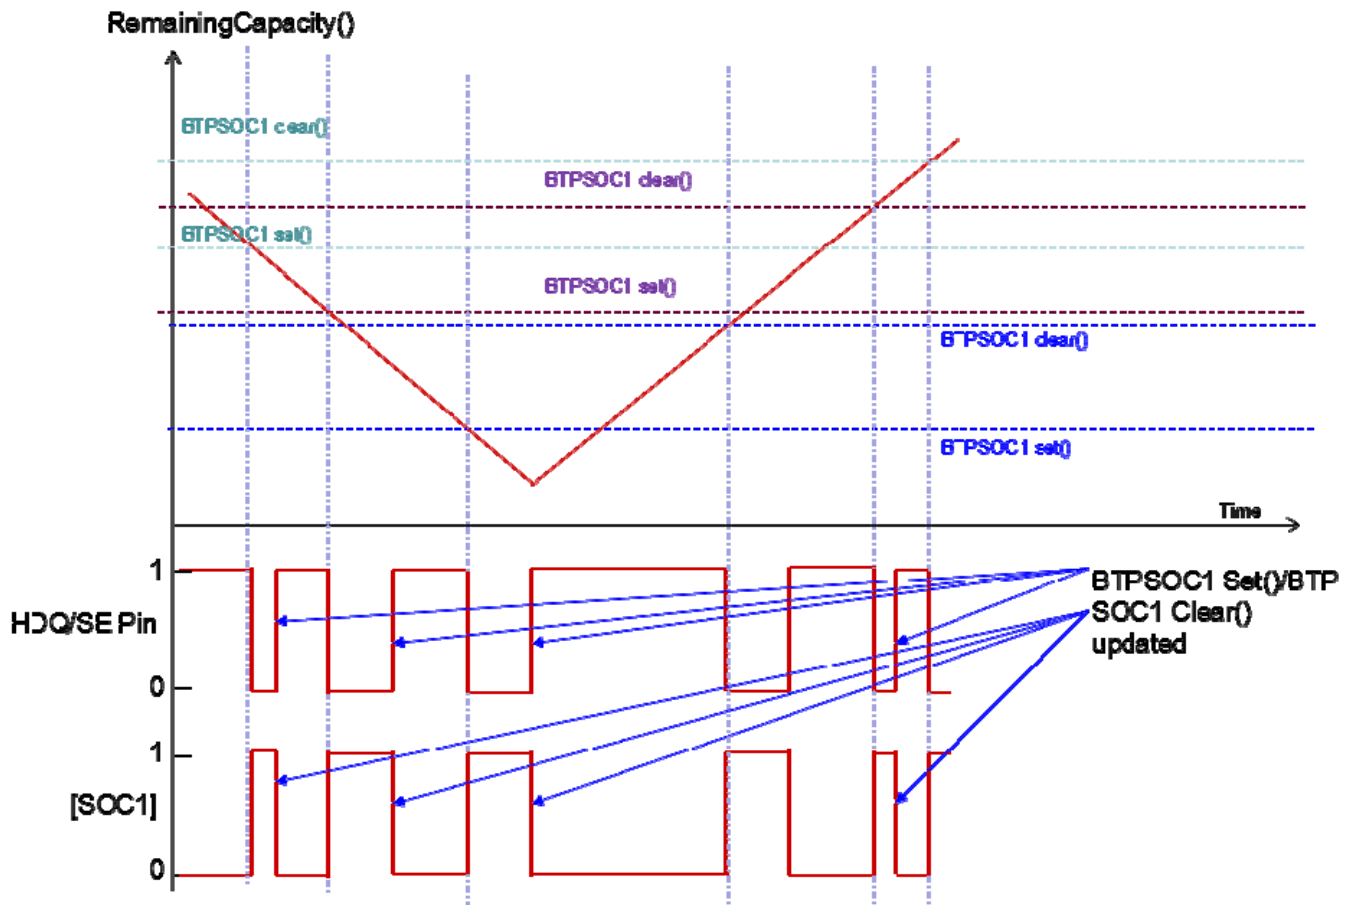 RemainingCapacity()
BTPSOC1 clear()
BTPSOC1 clear()
BTPSOC1 set()
BTPSOC1 set()
BTPSOC1 clear()
BTPSOC1 set()
Time
1
HDQ/SE Pin
0
BTPSOC1 Set()/BTP
SOC1 Clear()
updated
1
[SOC1]
0